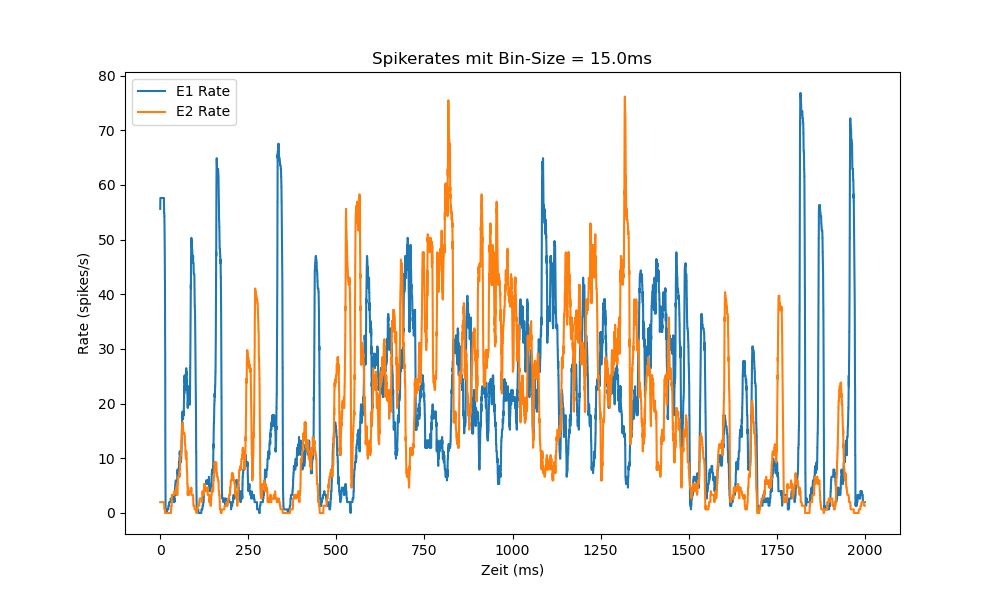 Spikerates mit Bin-Size = 15.0ms
E1 Rate
E2 Rate
Rate (spikes/s)
80
70
60
50
40
30
20
10
0
0 250 500 750 1000 1250 1500 1750 2000
Zeit (ms)